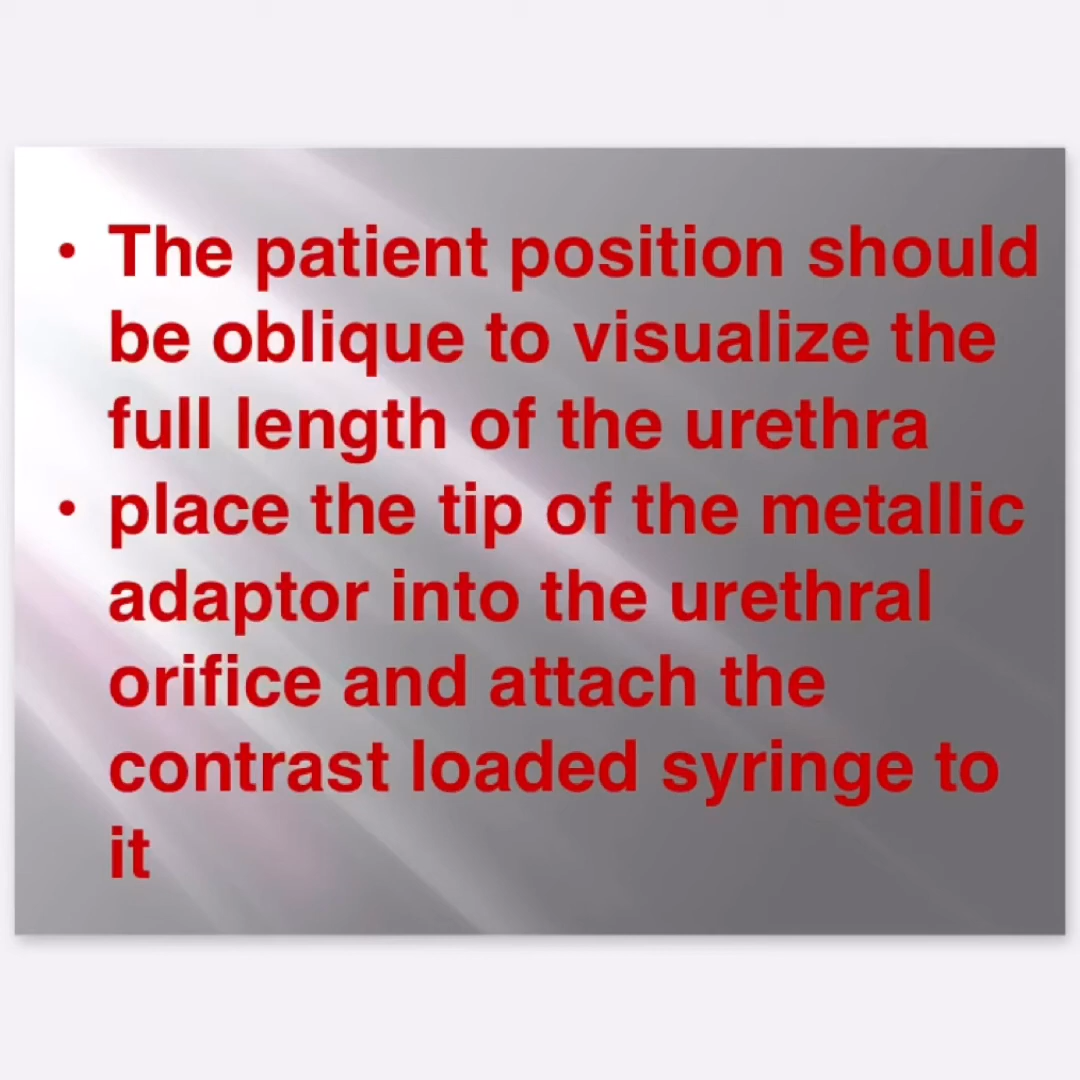 • The patient position should
be oblique to visualize the
full length of the urethra
• place the tip of the metallic
adaptor into the urethral
orifice and attach the
contrast loaded syringe to
it